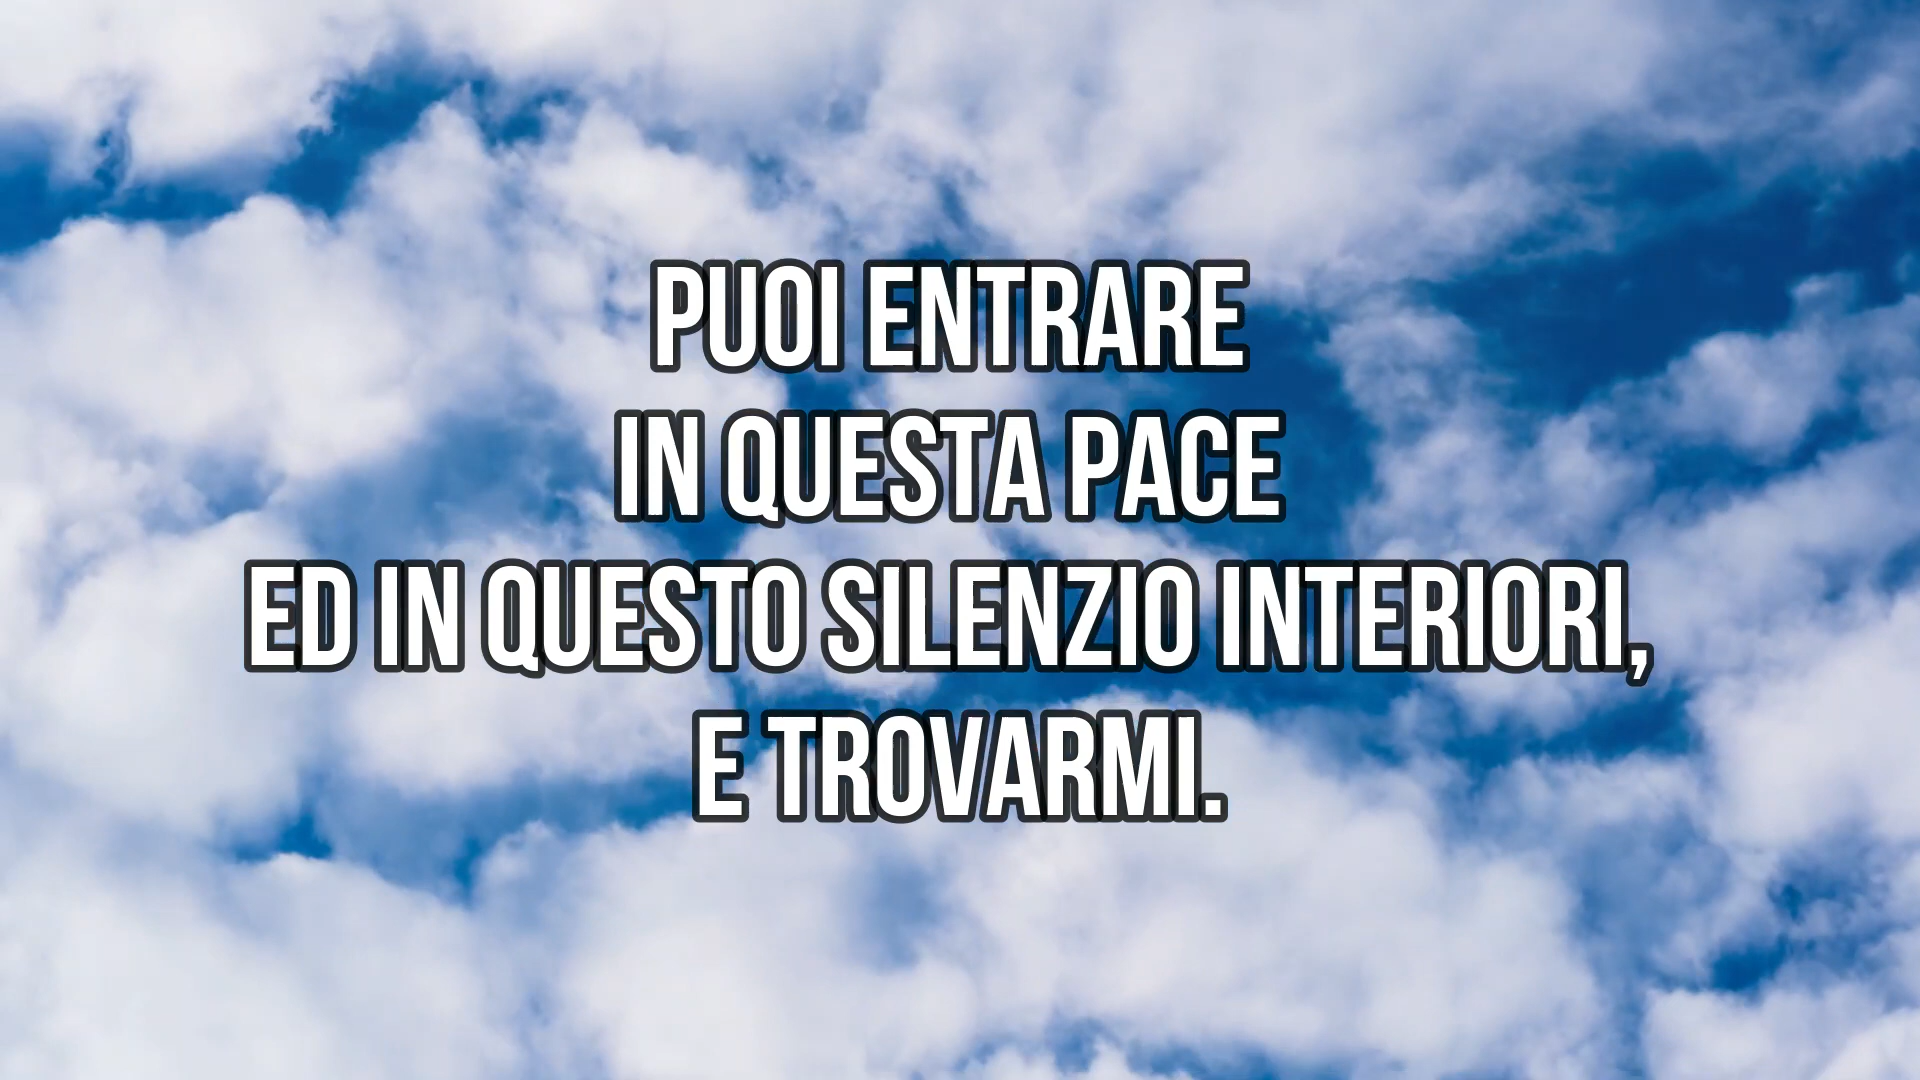 PUOI ENTRARE
IN QUESTA PACE
ED IN QUESTO SILENZIO INTERIORI,
E TROVARMI.